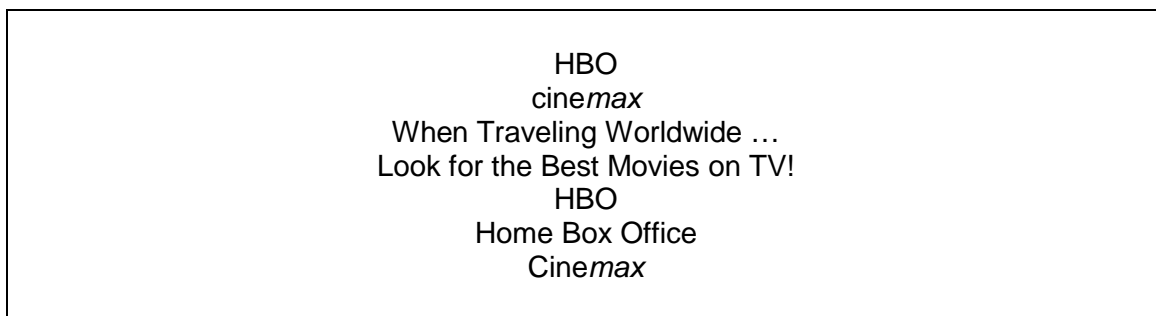 HBO
cinemax
When Traveling Worldwide …
Look for the Best Movies on TV!
HBO
Home Box Office
Cinemax